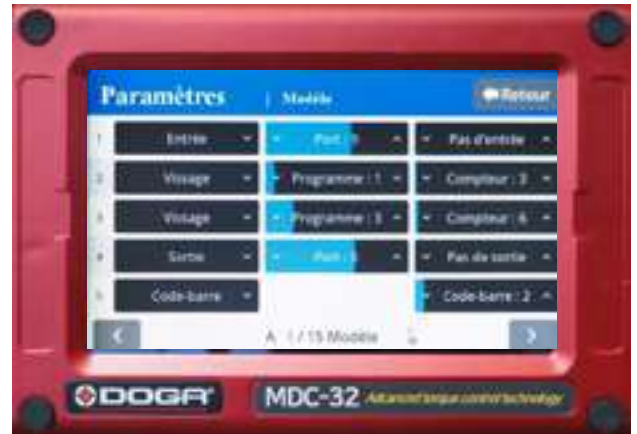 Paramètres | Modèle Retour
1 Entrée Port : Pas d'entrée
2 Vissage Programme : 1 Compteur : 3
3 Vissage Programme : 3 Compteur : 6
4 Sortie Port : Pas de sortie
5 Code-barre Code-barre : 2
A / 15 Modèle
DOGA MDC-32 Advanced torque control technology